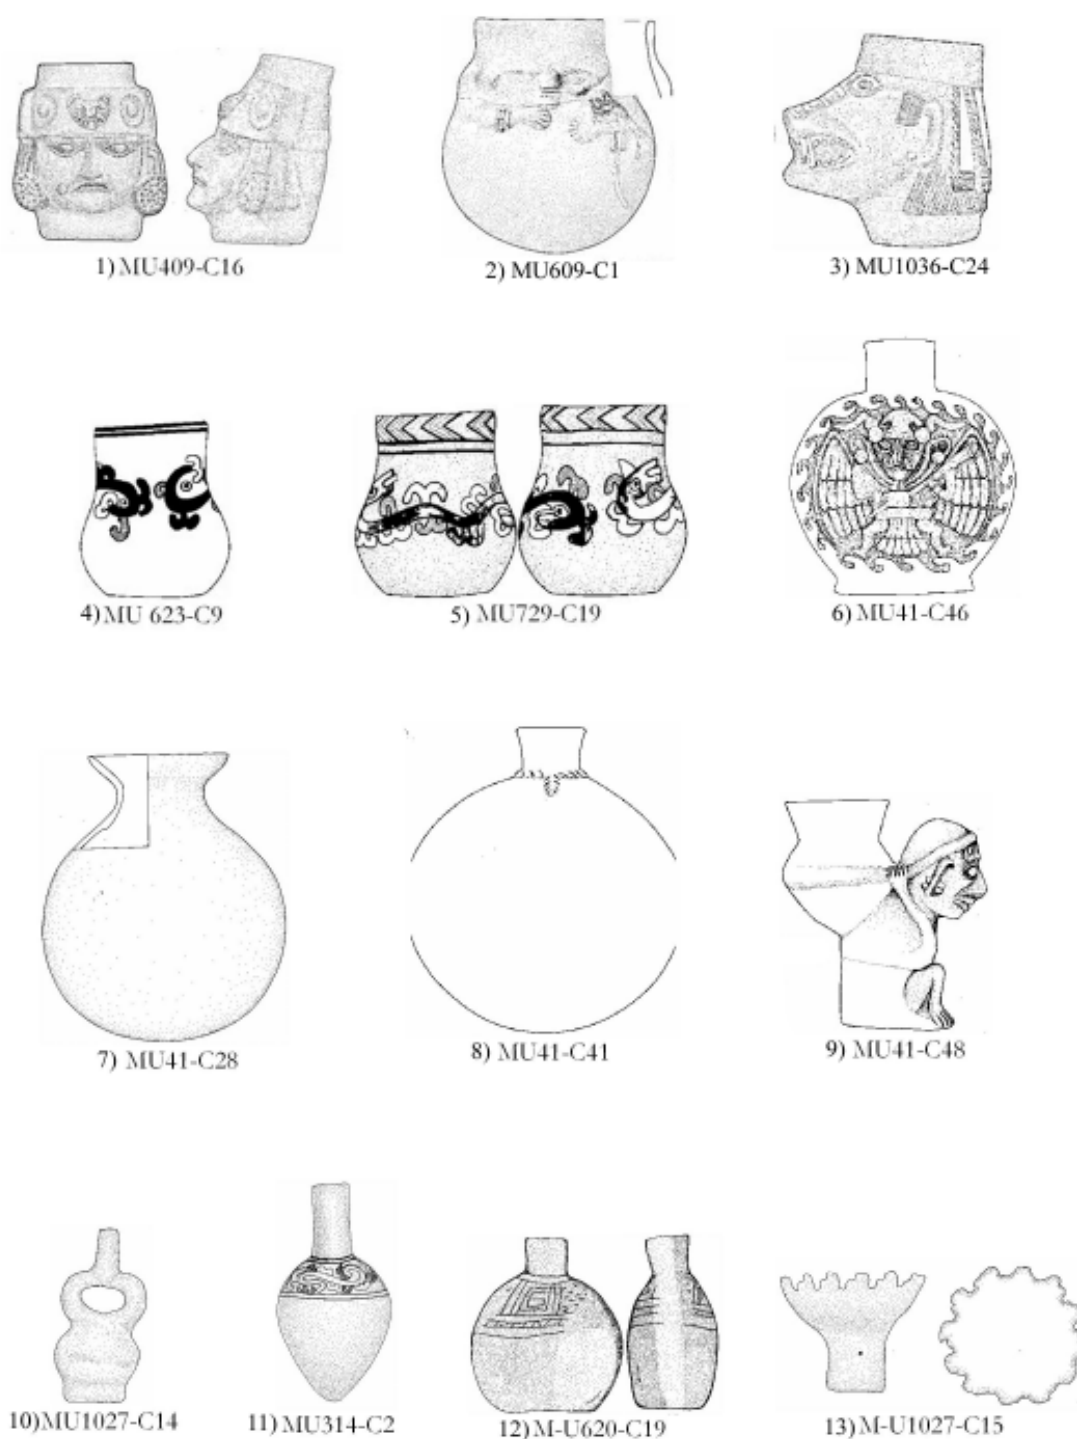 1) MU409-C16
2) MU609-C1
3) MU1036-C24
4) MU 623-C9
5) MU729-C19
6) MU41-C46
7) MU41-C28
8) MU41-C41
9) MU41-C48
10)MU1027-C14
11) MU314-C2
12) M-U620-C19
13) M-U1027-C15